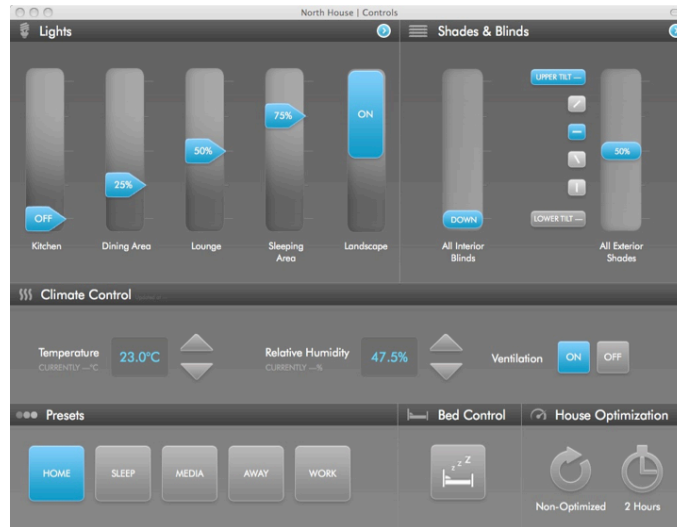 North House | Controls
Lights
Shades & Blinds
75%
ON
50%
25%
OFF
Kitchen
Dining Area
Lounge
Sleeping
Area
Landscape
UPPER TILT —
50%
DOWN
LOWER TILT —
All Interior
Blinds
All Exterior
Shades
Climate Control
Temperature
CURRENTLY —°C
23.0°C
Relative Humidity
CURRENTLY —%
47.5%
Ventilation
ON
OFF
Presets
Bed Control
House Optimization
HOME
SLEEP
MEDIA
AWAY
WORK
z z Z
Non-Optimized
2 Hours